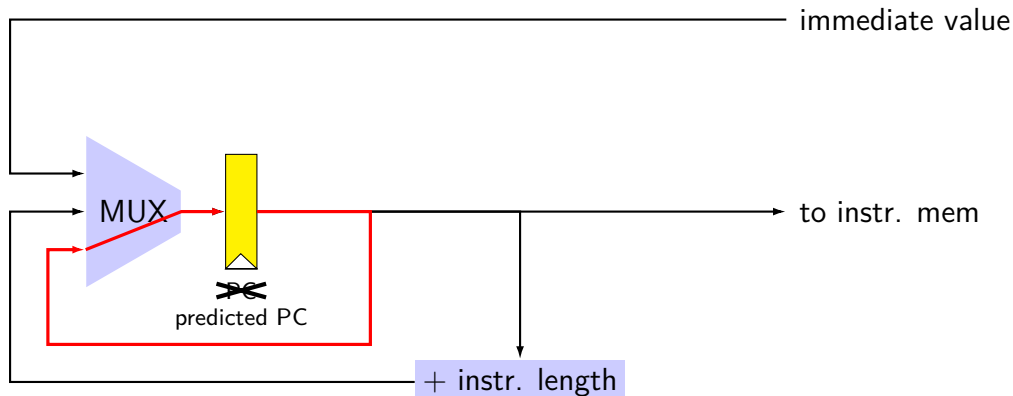 immediate value
MUX
to instr. mem
PC
predicted PC
+ instr. length